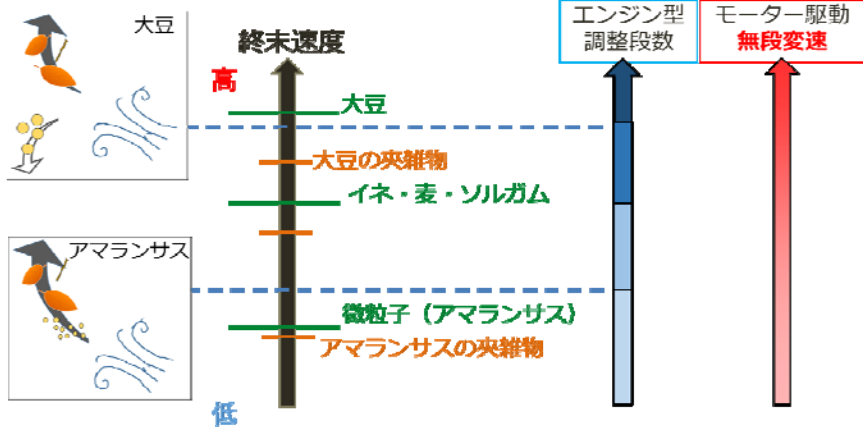 大豆
終末速度
エンジン型
調整段数
モーター駆動
無段変速
高
大豆
大豆の夾雑物
イネ・麦・ソルガム
アマランサス
微粒子（アマランサス）
アマランサスの夾雑物
低